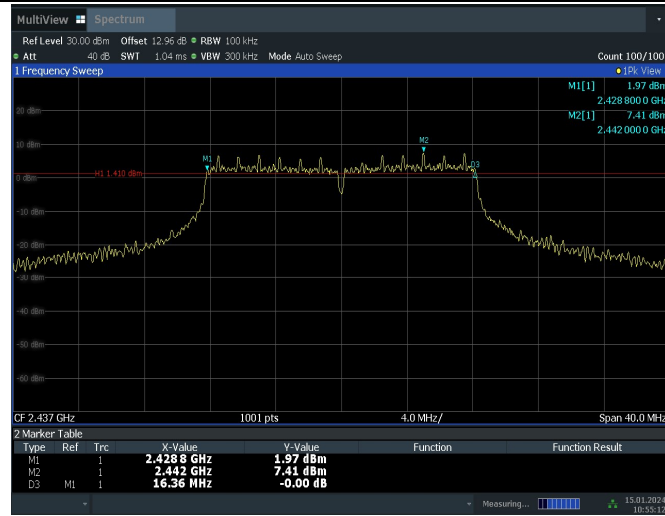 MultiView Spectrum
Ref Level 30.00 dBm Offset 12.96 dB RBW 100 kHz
Att 40 dB SWT 1.04 ms VBW 300 kHz Mode Auto Sweep Count 100/100
1 Frequency Sweep 1Pk View
M1[1] 1.97 dBm
2.428 800 0 GHz
M2[1] 7.41 dBm
2.442 000 0 GHz
20 dBm
10 dBm
M2
M1
D3
H1 1.410 dBm
0 dBm
-10 dBm
-20 dBm
-30 dBm
-40 dBm
-50 dBm
-60 dBm
CF 2.437 GHz 1001 pts 4.0 MHz/ Span 40.0 MHz
2 Marker Table
Type Ref Trc X-Value Y-Value Function Function Result
M1 1 2.4288 GHz 1.97 dBm
M2 1 2.442 GHz 7.41 dBm
D3 M1 1 16.36 MHz -0.00 dB
Measuring... 15.01.2024
10:55:12